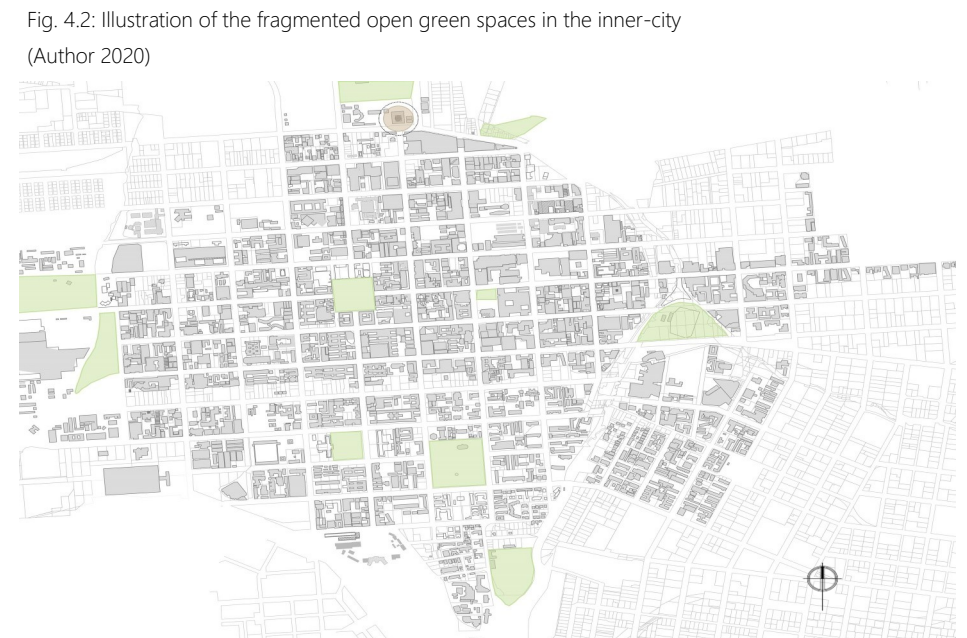 Fig. 4.2: Illustration of the fragmented open green spaces in the inner-city
(Author 2020)